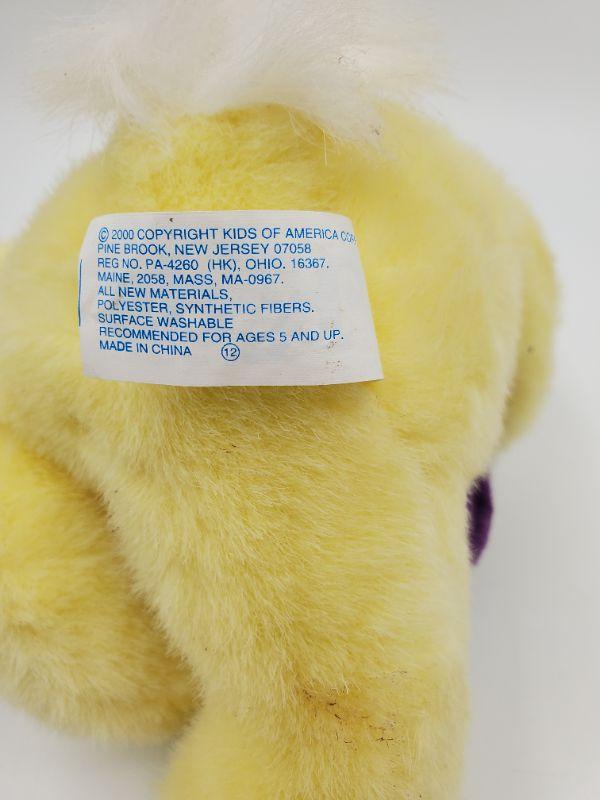 © 2000 COPYRIGHT KIDS OF AMERICA CORP
PINE BROOK, NEW JERSEY 07058
REG NO. PA-4260 (HK), OHIO. 16367.
MAINE, 2058, MASS, MA-0967.
ALL NEW MATERIALS,
POLYESTER, SYNTHETIC FIBERS.
SURFACE WASHABLE
RECOMMENDED FOR AGES 5 AND UP.
MADE IN CHINA 12